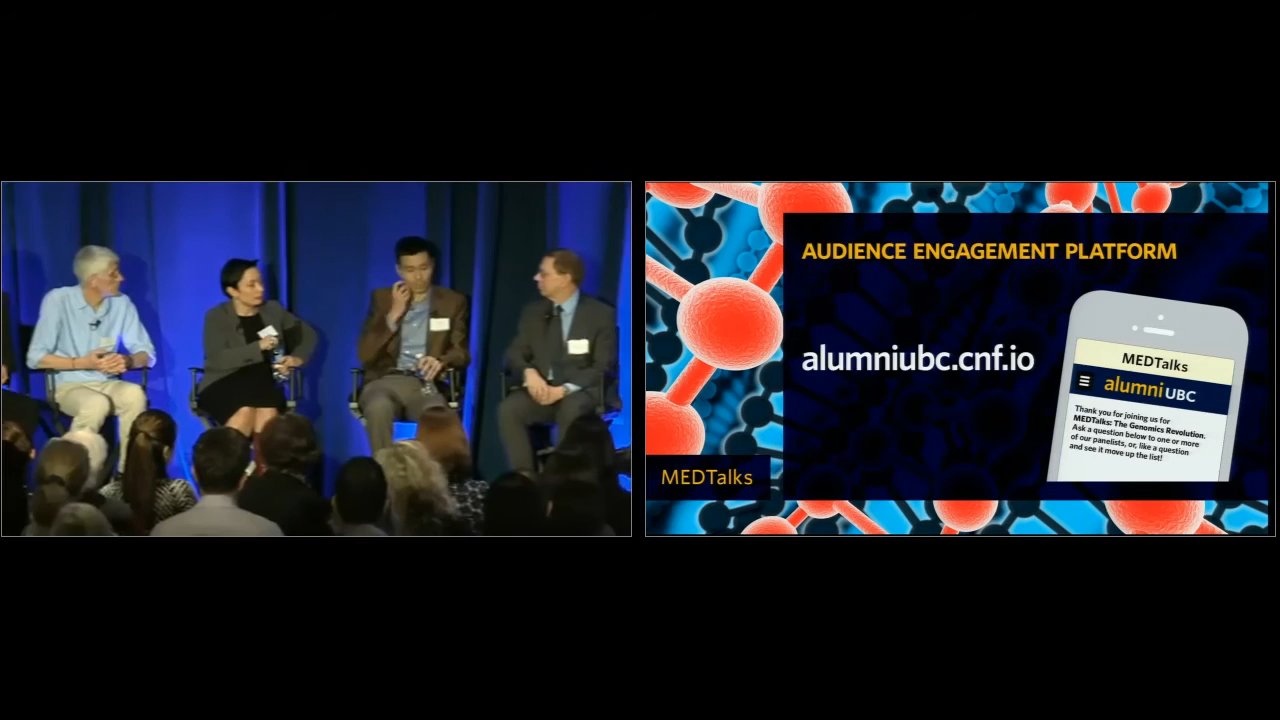 AUDIENCE ENGAGEMENT PLATFORM
alumniubc.cnf.io
MEDTalks
alumni UBC
Thank you for joining us for
MEDTalks: The Genomics Revolution.
Ask a question below to one or more
of our panelists, or, like a question
and see it move up the list!
MEDTalks